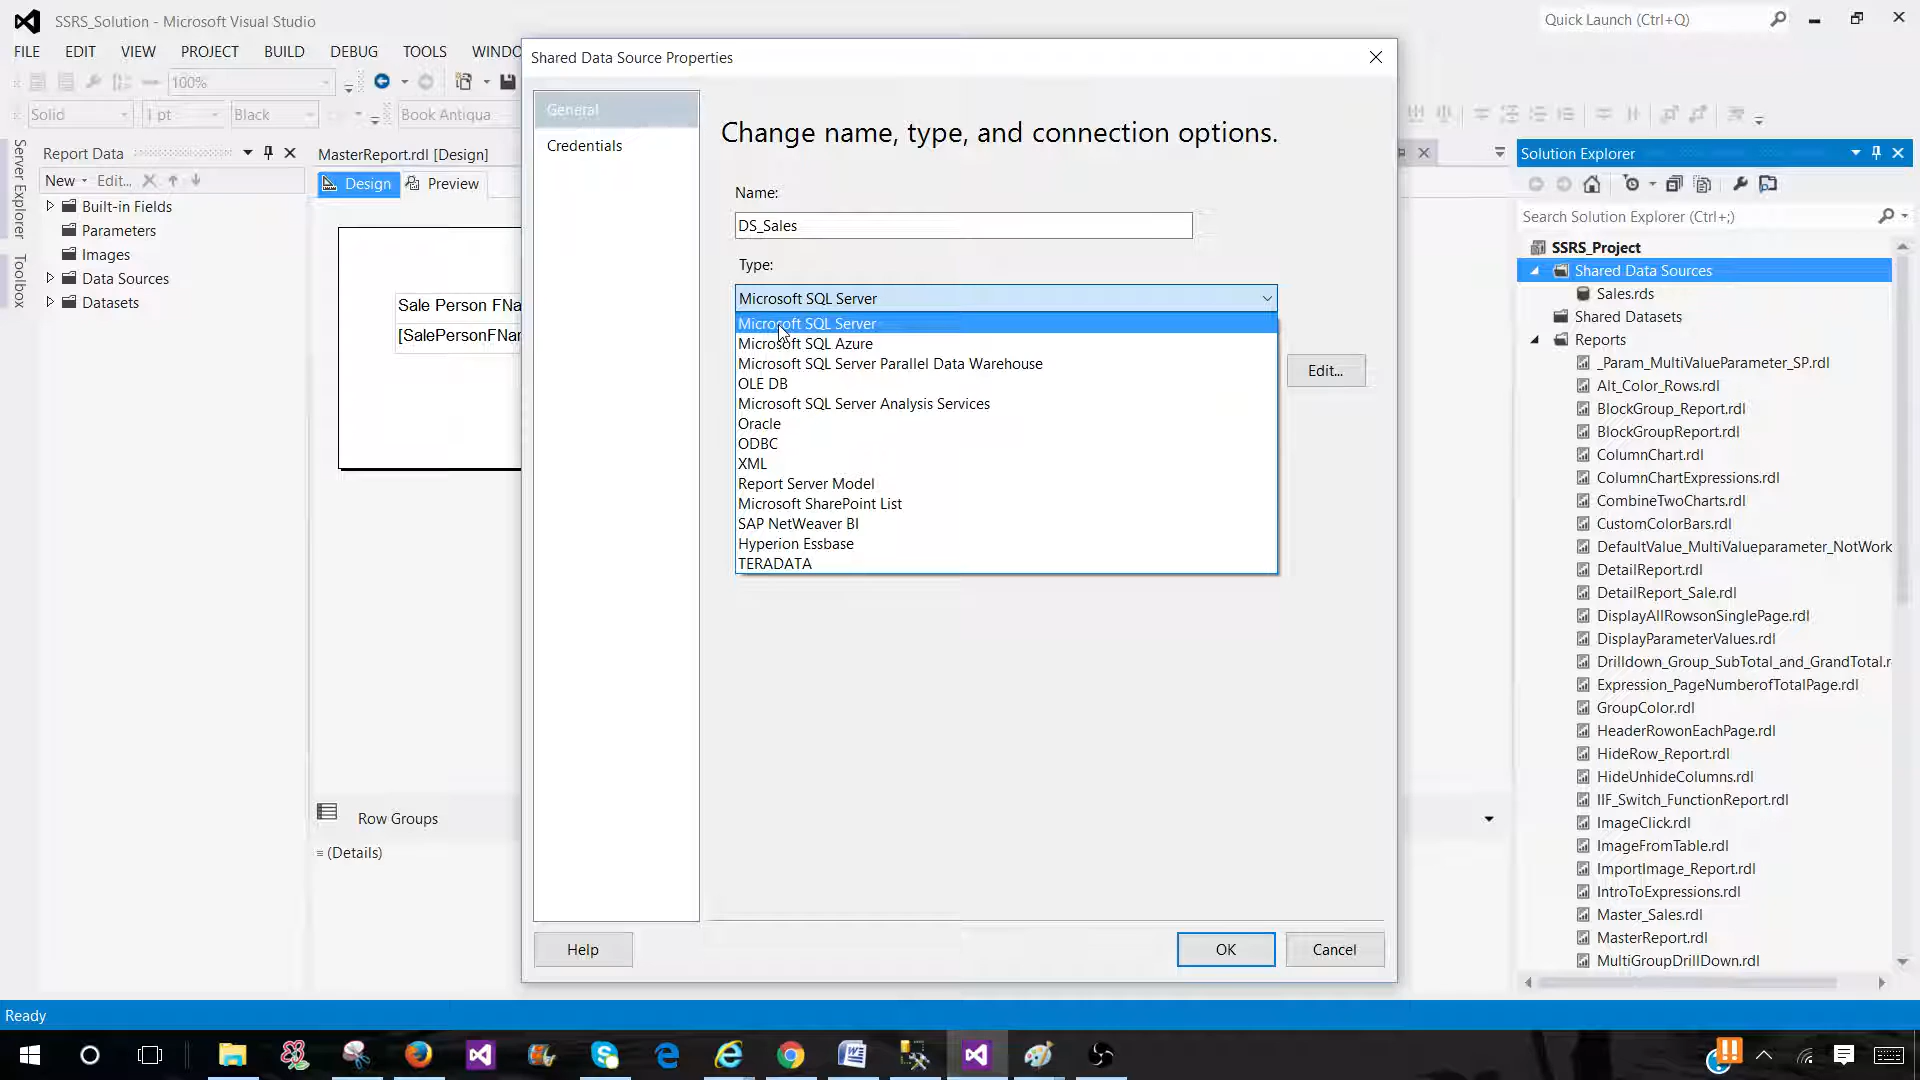 SSRS_Solution - Microsoft Visual Studio
Quick Launch (Ctrl+Q)
FILE EDIT VIEW PROJECT BUILD DEBUG TOOLS WINDO
100%
Solid 1 pt Black Book Antiqua
Server Explorer
Toolbox
Report Data
New Edit...
Built-in Fields
Parameters
Images
Data Sources
Datasets
MasterReport.rdl [Design]
Design Preview
Sale Person FNa
[SalePersonFNar
Row Groups
(Details)
Shared Data Source Properties
General
Credentials
Change name, type, and connection options.
Name:
DS_Sales
Type:
Microsoft SQL Server
Microsoft SQL Server
Microsoft SQL Azure
Microsoft SQL Server Parallel Data Warehouse
OLE DB
Microsoft SQL Server Analysis Services
Oracle
ODBC
XML
Report Server Model
Microsoft SharePoint List
SAP NetWeaver BI
Hyperion Essbase
TERADATA
Edit...
Help
OK
Cancel
Solution Explorer
Search Solution Explorer (Ctrl+;)
SSRS_Project
Shared Data Sources
Sales.rds
Shared Datasets
Reports
_Param_MultiValueParameter_SP.rdl
Alt_Color_Rows.rdl
BlockGroup_Report.rdl
BlockGroupReport.rdl
ColumnChart.rdl
ColumnChartExpressions.rdl
CombineTwoCharts.rdl
CustomColorBars.rdl
DefaultValue_MultiValueparameter_NotWork
DetailReport.rdl
DetailReport_Sale.rdl
DisplayAllRowsonSinglePage.rdl
DisplayParameterValues.rdl
Drilldown_Group_SubTotal_and_GrandTotal.r
Expression_PageNumberofTotalPage.rdl
GroupColor.rdl
HeaderRowonEachPage.rdl
HideRow_Report.rdl
HideUnhideColumns.rdl
IIF_Switch_FunctionReport.rdl
ImageClick.rdl
ImageFromTable.rdl
ImportImage_Report.rdl
IntroToExpressions.rdl
Master_Sales.rdl
MasterReport.rdl
MultiGroupDrillDown.rdl
Ready